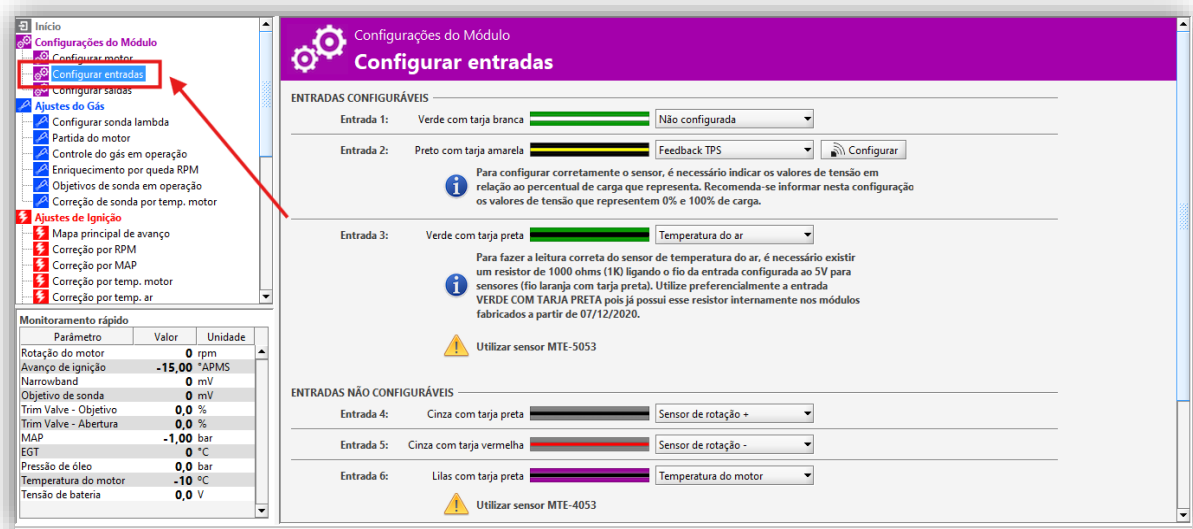 Início
Configurações do Módulo
Configurar motor
Configurar entradas
Configurar saídas
Ajustes do Gás
Configurar sonda lambda
Partida do motor
Controle do gás em operação
Enriquecimento por queda RPM
Objetivos de sonda em operação
Correção de sonda por temp. motor
Ajustes de Ignição
Mapa principal de avanço
Correção por RPM
Correção por MAP
Correção por temp. motor
Correção por temp. ar
Monitoramento rápido
Parâmetro Valor Unidade
Rotação do motor 0 rpm
Avanço de ignição -15,00 °APMS
Narrowband 0 mV
Objetivo de sonda 0 mV
Trim Valve - Objetivo 0,0 %
Trim Valve - Abertura 0,0 %
MAP -1,00 bar
EGT 0 °C
Pressão de óleo 0,0 bar
Temperatura do motor -10 ºC
Tensão de bateria 0,0 V
Configurações do Módulo
Configurar entradas
ENTRADAS CONFIGURÁVEIS
Entrada 1: Verde com tarja branca Não configurada
Entrada 2: Preto com tarja amarela Feedback TPS Configurar
Para configurar corretamente o sensor, é necessário indicar os valores de tensão em
relação ao percentual de carga que representa. Recomenda-se informar nesta configuração
os valores de tensão que representem 0% e 100% de carga.
Entrada 3: Verde com tarja preta Temperatura do ar
Para fazer a leitura correta do sensor de temperatura do ar, é necessário existir
um resistor de 1000 ohms (1K) ligando o fio da entrada configurada ao 5V para
sensores (fio laranja com tarja preta). Utilize preferencialmente a entrada
VERDE COM TARJA PRETA pois já possui esse resistor internamente nos módulos
fabricados a partir de 07/12/2020.
Utilizar sensor MTE-5053
ENTRADAS NÃO CONFIGURÁVEIS
Entrada 4: Cinza com tarja preta Sensor de rotação +
Entrada 5: Cinza com tarja vermelha Sensor de rotação -
Entrada 6: Lilas com tarja preta Temperatura do motor
Utilizar sensor MTE-4053